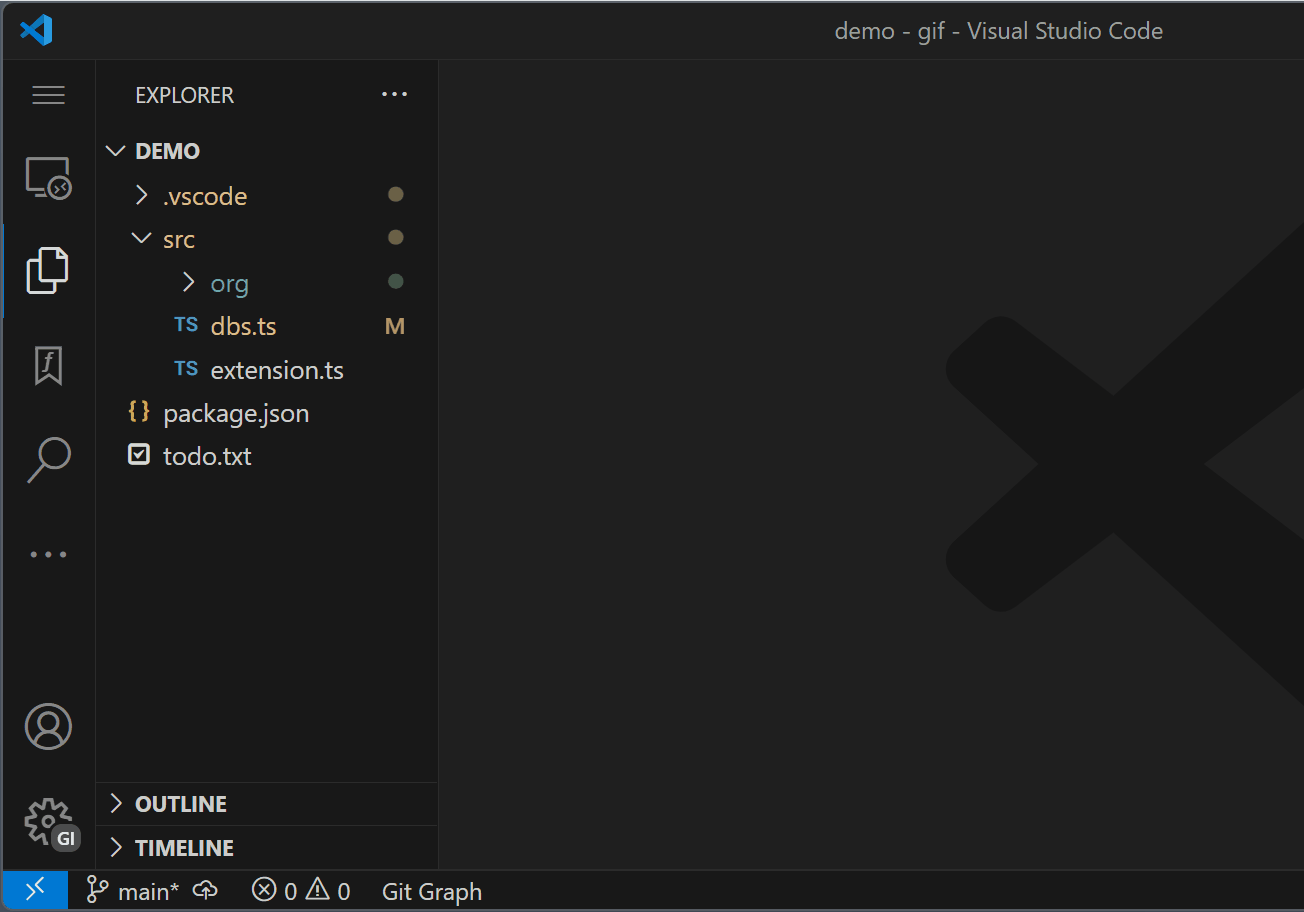 demo - gif - Visual Studio Code
EXPLORER
DEMO
.vscode
src
org
TS dbs.ts M
TS extension.ts
{} package.json
todo.txt
OUTLINE
GI
TIMELINE
main* 0 0 Git Graph